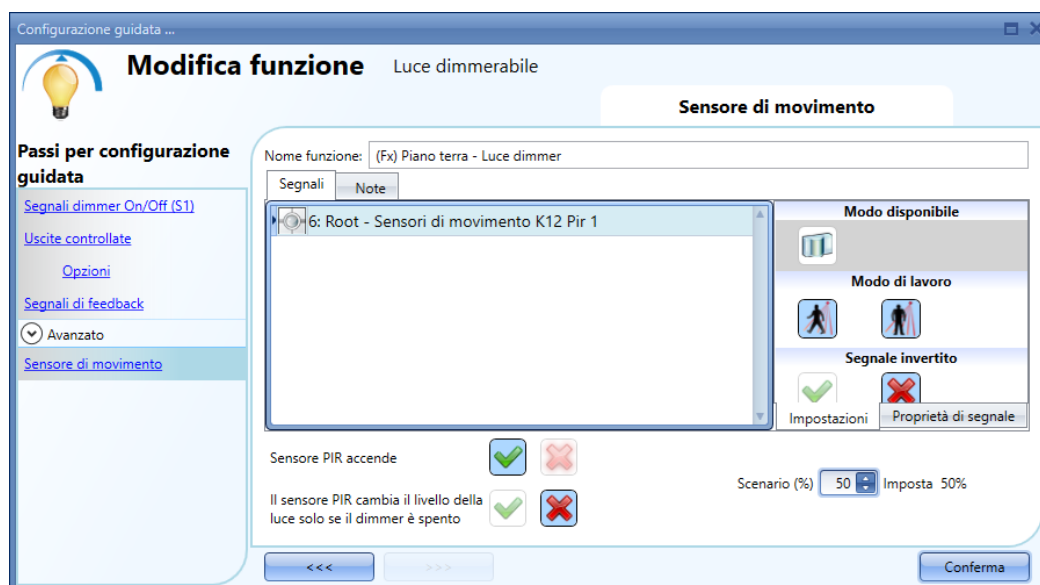 Configurazione guidata ...
Modifica funzione
Luce dimmerabile
Sensore di movimento
Passi per configurazione
guidata
Segnali dimmer On/Off (S1)
Uscite controllate
Opzioni
Segnali di feedback
Avanzato
Sensore di movimento
Nome funzione: (Fx) Piano terra - Luce dimmer
Segnali
Note
6: Root - Sensori di movimento K12 Pir 1
Modo disponibile
Modo di lavoro
Segnale invertito
Impostazioni
Proprietà di segnale
Sensore PIR accende
Il sensore PIR cambia il livello della
luce solo se il dimmer è spento
Scenario (%) 50 Imposta 50%
<<<
>>>
Conferma